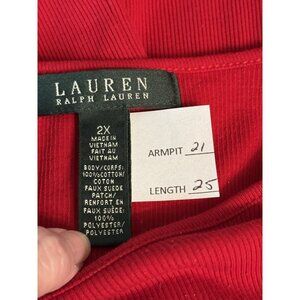 LAUREN
RALPH LAUREN
2X
MADE IN
VIETNAM
FAIT AU
VIETNAM
BODY/CORPS:
100%COTTON/
COTON
FAUX SUEDE
PATCH/
RENFORT EN
FAUX SUÈDE:
100%
POLYESTER/
POLYESTER
ARMPIT 21
LENGTH 25